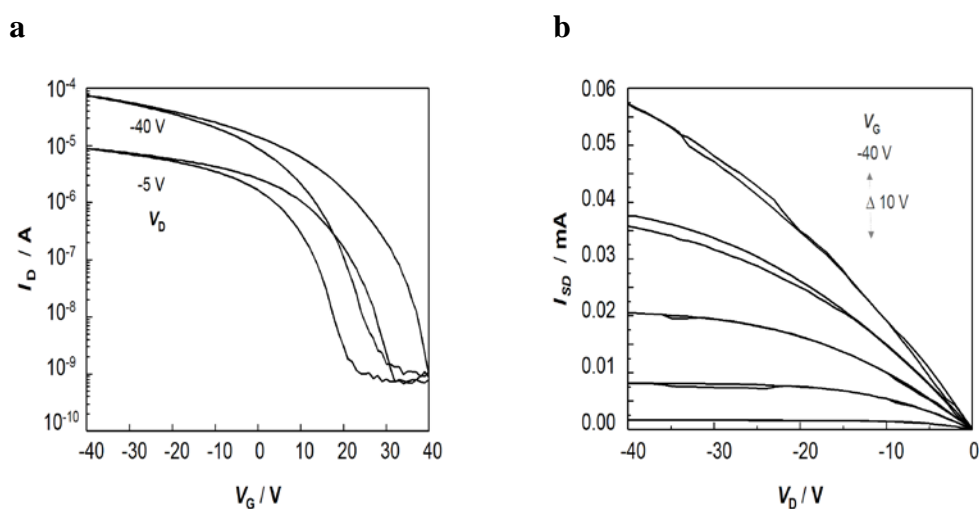 a
b
10⁻⁴
10⁻⁵
10⁻⁶
10⁻⁷
10⁻⁸
10⁻⁹
10⁻¹⁰
I_D / A
-40 V
-5 V
V_D
-40 -30 -20 -10 0 10 20 30 40
V_G / V
0.06
0.05
0.04
0.03
0.02
0.01
0.00
I_SD / mA
V_G
-40 V
Δ 10 V
-40 -30 -20 -10 0
V_D / V